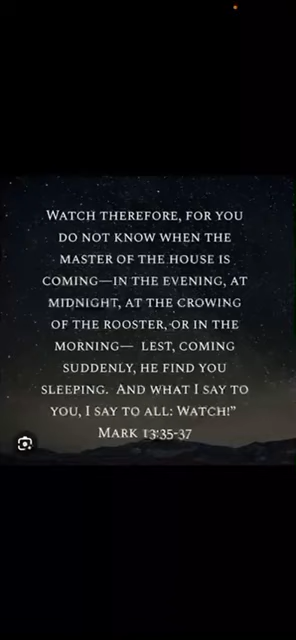 WATCH THEREFORE, FOR YOU
DO NOT KNOW WHEN THE
MASTER OF THE HOUSE IS
COMING—IN THE EVENING, AT
MIDNIGHT, AT THE CROWING
OF THE ROOSTER, OR IN THE
MORNING— LEST, COMING
SUDDENLY, HE FIND YOU
SLEEPING. AND WHAT I SAY TO
YOU, I SAY TO ALL: WATCH!”
MARK 13:35-37